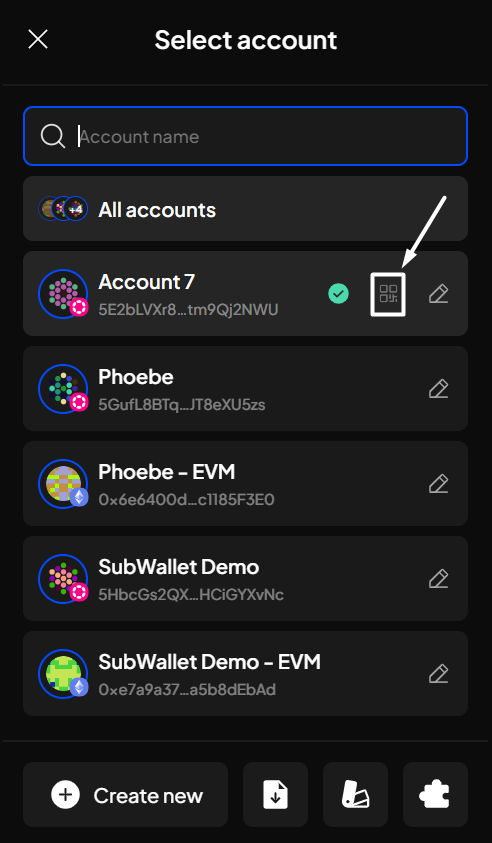 Select account
Account name
+4
All accounts
Account 7
5E2bLVXr8...tm9Qj2NWU
Phoebe
5GufL8BTq...JT8eXU5zs
Phoebe - EVM
0x6e6400d...c1185F3E0
SubWallet Demo
5HbcGs2QX...HCiGYXvNc
SubWallet Demo - EVM
0xe7a9a37...a5b8dEbAd
Create new